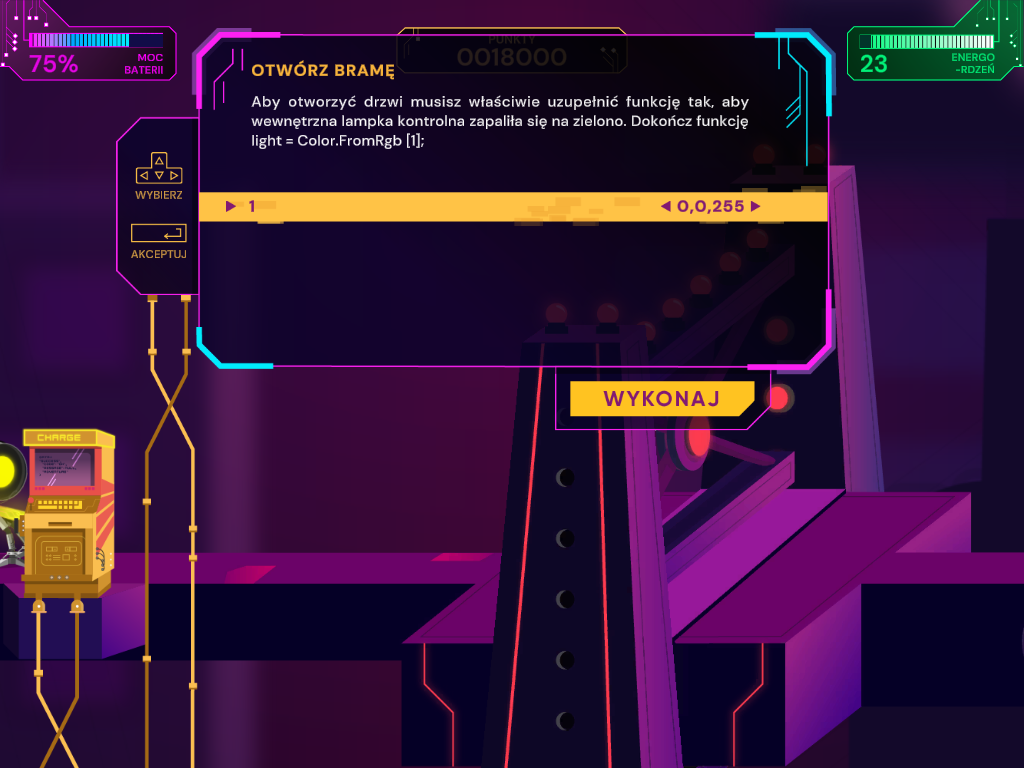 75%
MOC
BATERII
PUNKTY
0018000
23
ENERGO
-RDZEŃ
OTWÓRZ BRAMĘ
Aby otworzyć drzwi musisz właściwie uzupełnić funkcję tak, aby
wewnętrzna lampka kontrolna zapaliła się na zielono. Dokończ funkcję
light = Color.FromRgb [1];
WYBIERZ
AKCEPTUJ
1
0,0,255
WYKONAJ
CHARGE